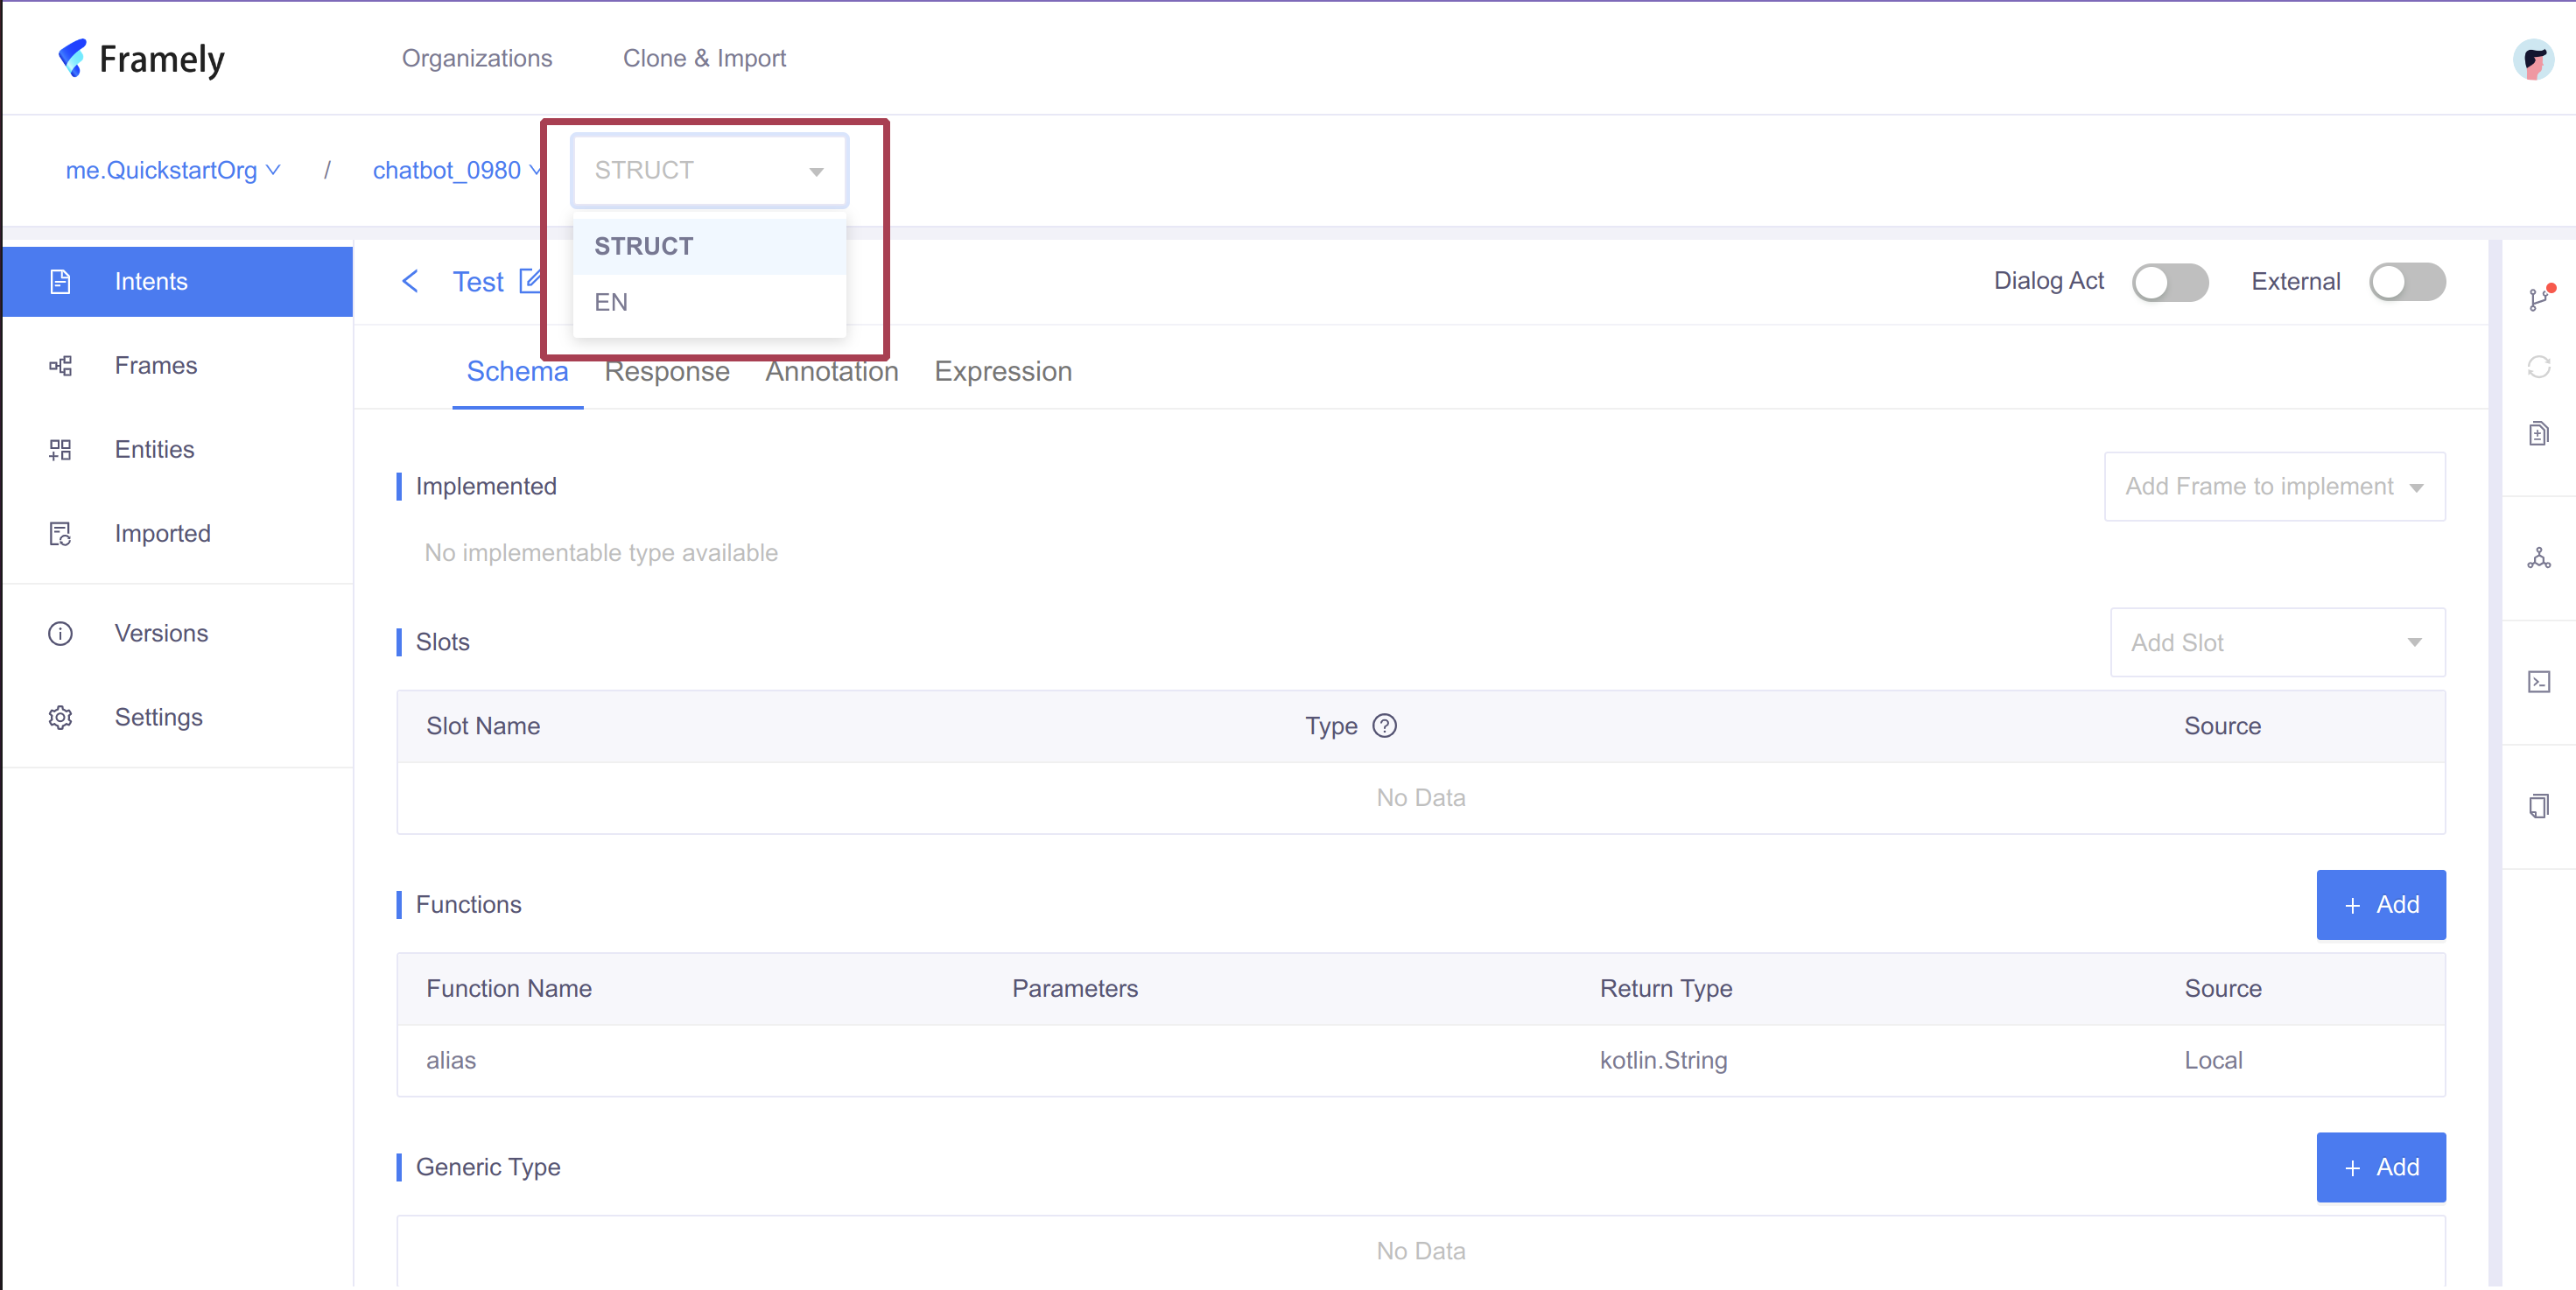 Framely
Organizations
Clone & Import
me.QuickstartOrg
/
chatbot_0980
STRUCT
STRUCT
EN
Intents
Frames
Entities
Imported
Versions
Settings
Test
Dialog Act
External
Schema
Response
Annotation
Expression
Implemented
Add Frame to implement
No implementable type available
Slots
Add Slot
Slot Name
Type
Source
No Data
Functions
+ Add
Function Name
Parameters
Return Type
Source
alias
kotlin.String
Local
Generic Type
+ Add
No Data